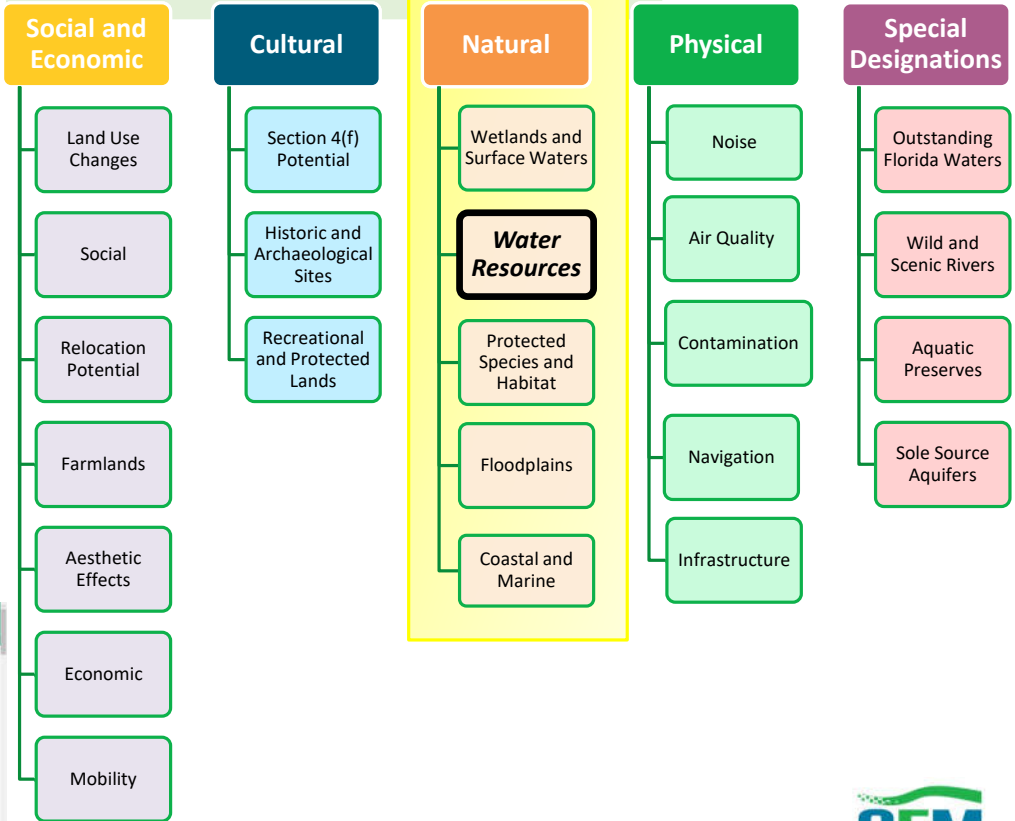 Social and
Economic
Land Use
Changes
Social
Relocation
Potential
Farmlands
Aesthetic
Effects
Economic
Mobility
Cultural
Section 4(f)
Potential
Historic and
Archaeological
Sites
Recreational
and Protected
Lands
Natural
Wetlands and
Surface Waters
Water
Resources
Protected
Species and
Habitat
Floodplains
Coastal and
Marine
Physical
Noise
Air Quality
Contamination
Navigation
Infrastructure
Special
Designations
Outstanding
Florida Waters
Wild and
Scenic Rivers
Aquatic
Preserves
Sole Source
Aquifers